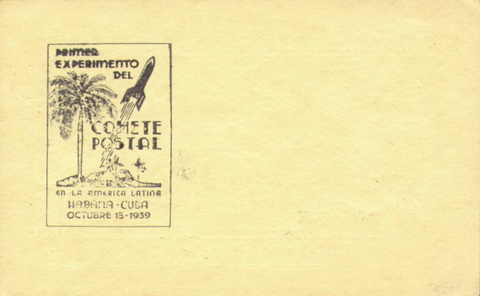 PRIMER
EXPERIMENTO
DEL
COHETE
POSTAL
EN LA AMERICA LATINA
HABANA-CUBA
OCTUBRE 15-1939